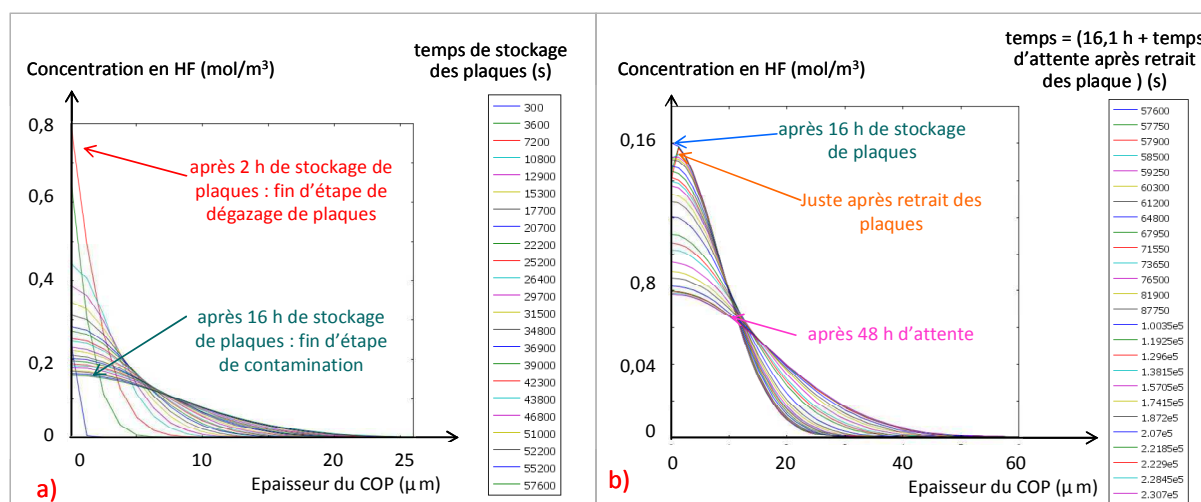 Concentration en HF (mol/m³)
temps de stockage
des plaques (s)
0,8
0,6
0,4
0,2
0
0
10
20
25
après 2 h de stockage de
plaques : fin d’étape de
dégazage de plaques
après 16 h de stockage
de plaques : fin d’étape
de contamination
Epaisseur du COP (µm)
a)
300
3600
7200
10800
12900
15300
17700
20700
22200
25200
26400
29700
31500
34800
36900
39000
42300
43800
46800
51000
52200
55200
57600
temps = (16,1 h + temps
d’attente après retrait
des plaque ) (s)
Concentration en HF (mol/m³)
0,16
0,8
0,04
0
0
20
40
60
après 16 h de stockage
de plaques
Juste après retrait des
plaques
après 48 h d’attente
Epaisseur du COP (µm)
b)
57600
57750
57900
58500
59250
60300
61200
64800
67950
71550
73650
76500
81900
87750
1.0035e5
1.1925e5
1.296e5
1.3815e5
1.5705e5
1.7415e5
1.872e5
2.07e5
2.2185e5
2.229e5
2.2845e5
2.307e5